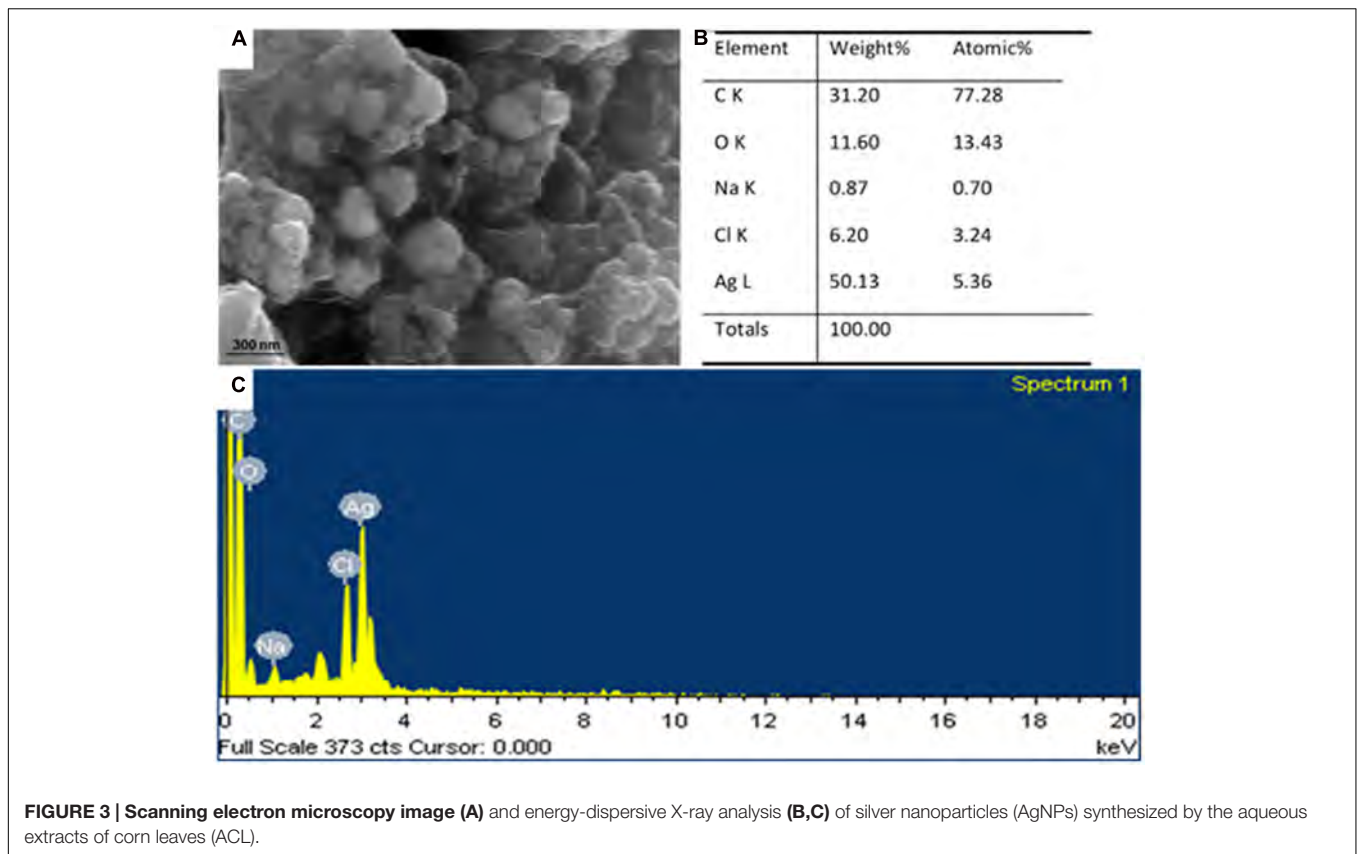 A
300 nm
B
Element Weight% Atomic%
C K 31.20 77.28
O K 11.60 13.43
Na K 0.87 0.70
Cl K 6.20 3.24
Ag L 50.13 5.36
Totals 100.00
C
Spectrum 1
C
O
Ag
Cl
Na
0 2 4 6 8 10 12 14 16 18 20
Full Scale 373 cts Cursor: 0.000 keV
FIGURE 3 | Scanning electron microscopy image (A) and energy-dispersive X-ray analysis (B,C) of silver nanoparticles (AgNPs) synthesized by the aqueous
extracts of corn leaves (ACL).